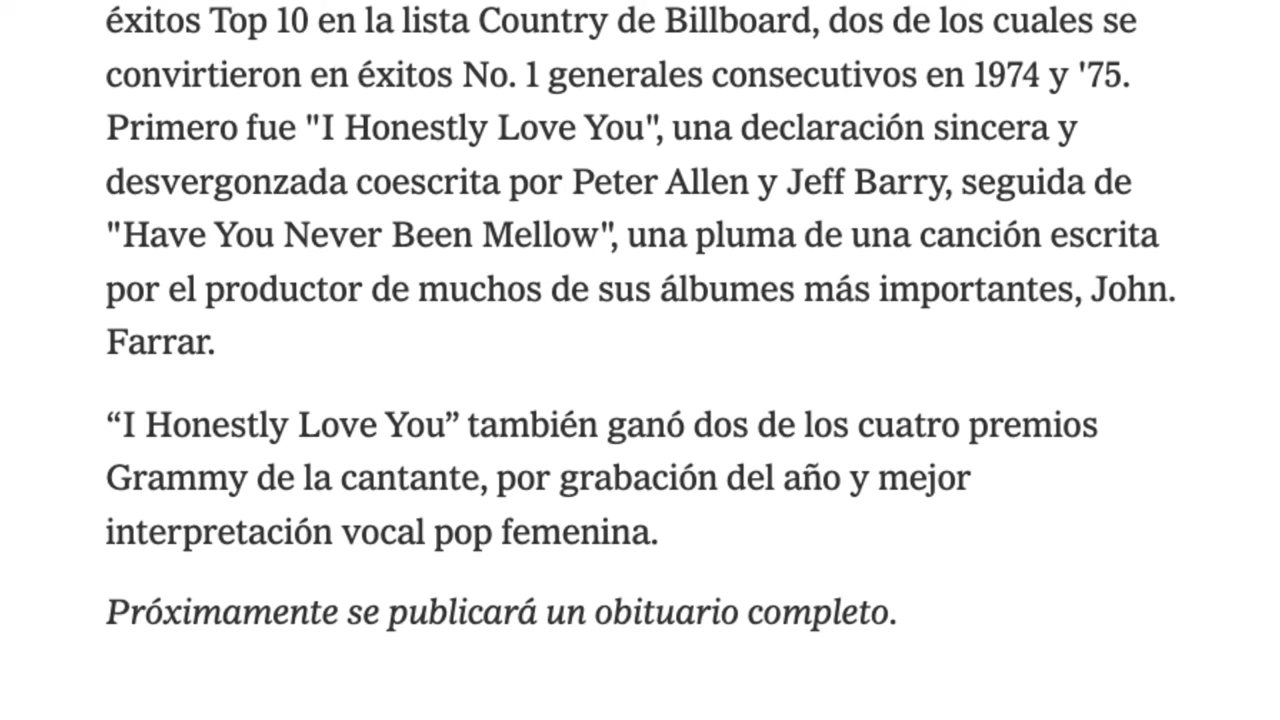 éxitos Top 10 en la lista Country de Billboard, dos de los cuales se
convirtieron en éxitos No. 1 generales consecutivos en 1974 y '75.
Primero fue "I Honestly Love You", una declaración sincera y
desvergonzada coescrita por Peter Allen y Jeff Barry, seguida de
"Have You Never Been Mellow", una pluma de una canción escrita
por el productor de muchos de sus álbumes más importantes, John.
Farrar.
“I Honestly Love You” también ganó dos de los cuatro premios
Grammy de la cantante, por grabación del año y mejor
interpretación vocal pop femenina.
Próximamente se publicará un obituario completo.